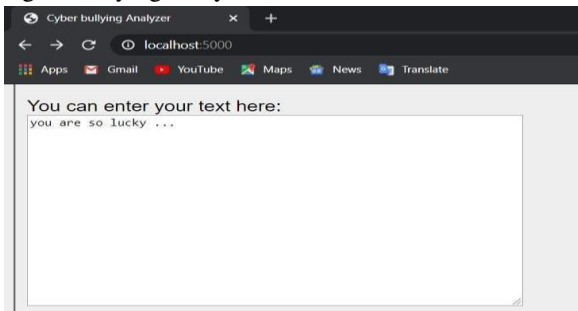 Cyber bullying Analyzer
localhost:5000
Apps Gmail YouTube Maps News Translate
You can enter your text here:
you are so lucky ...